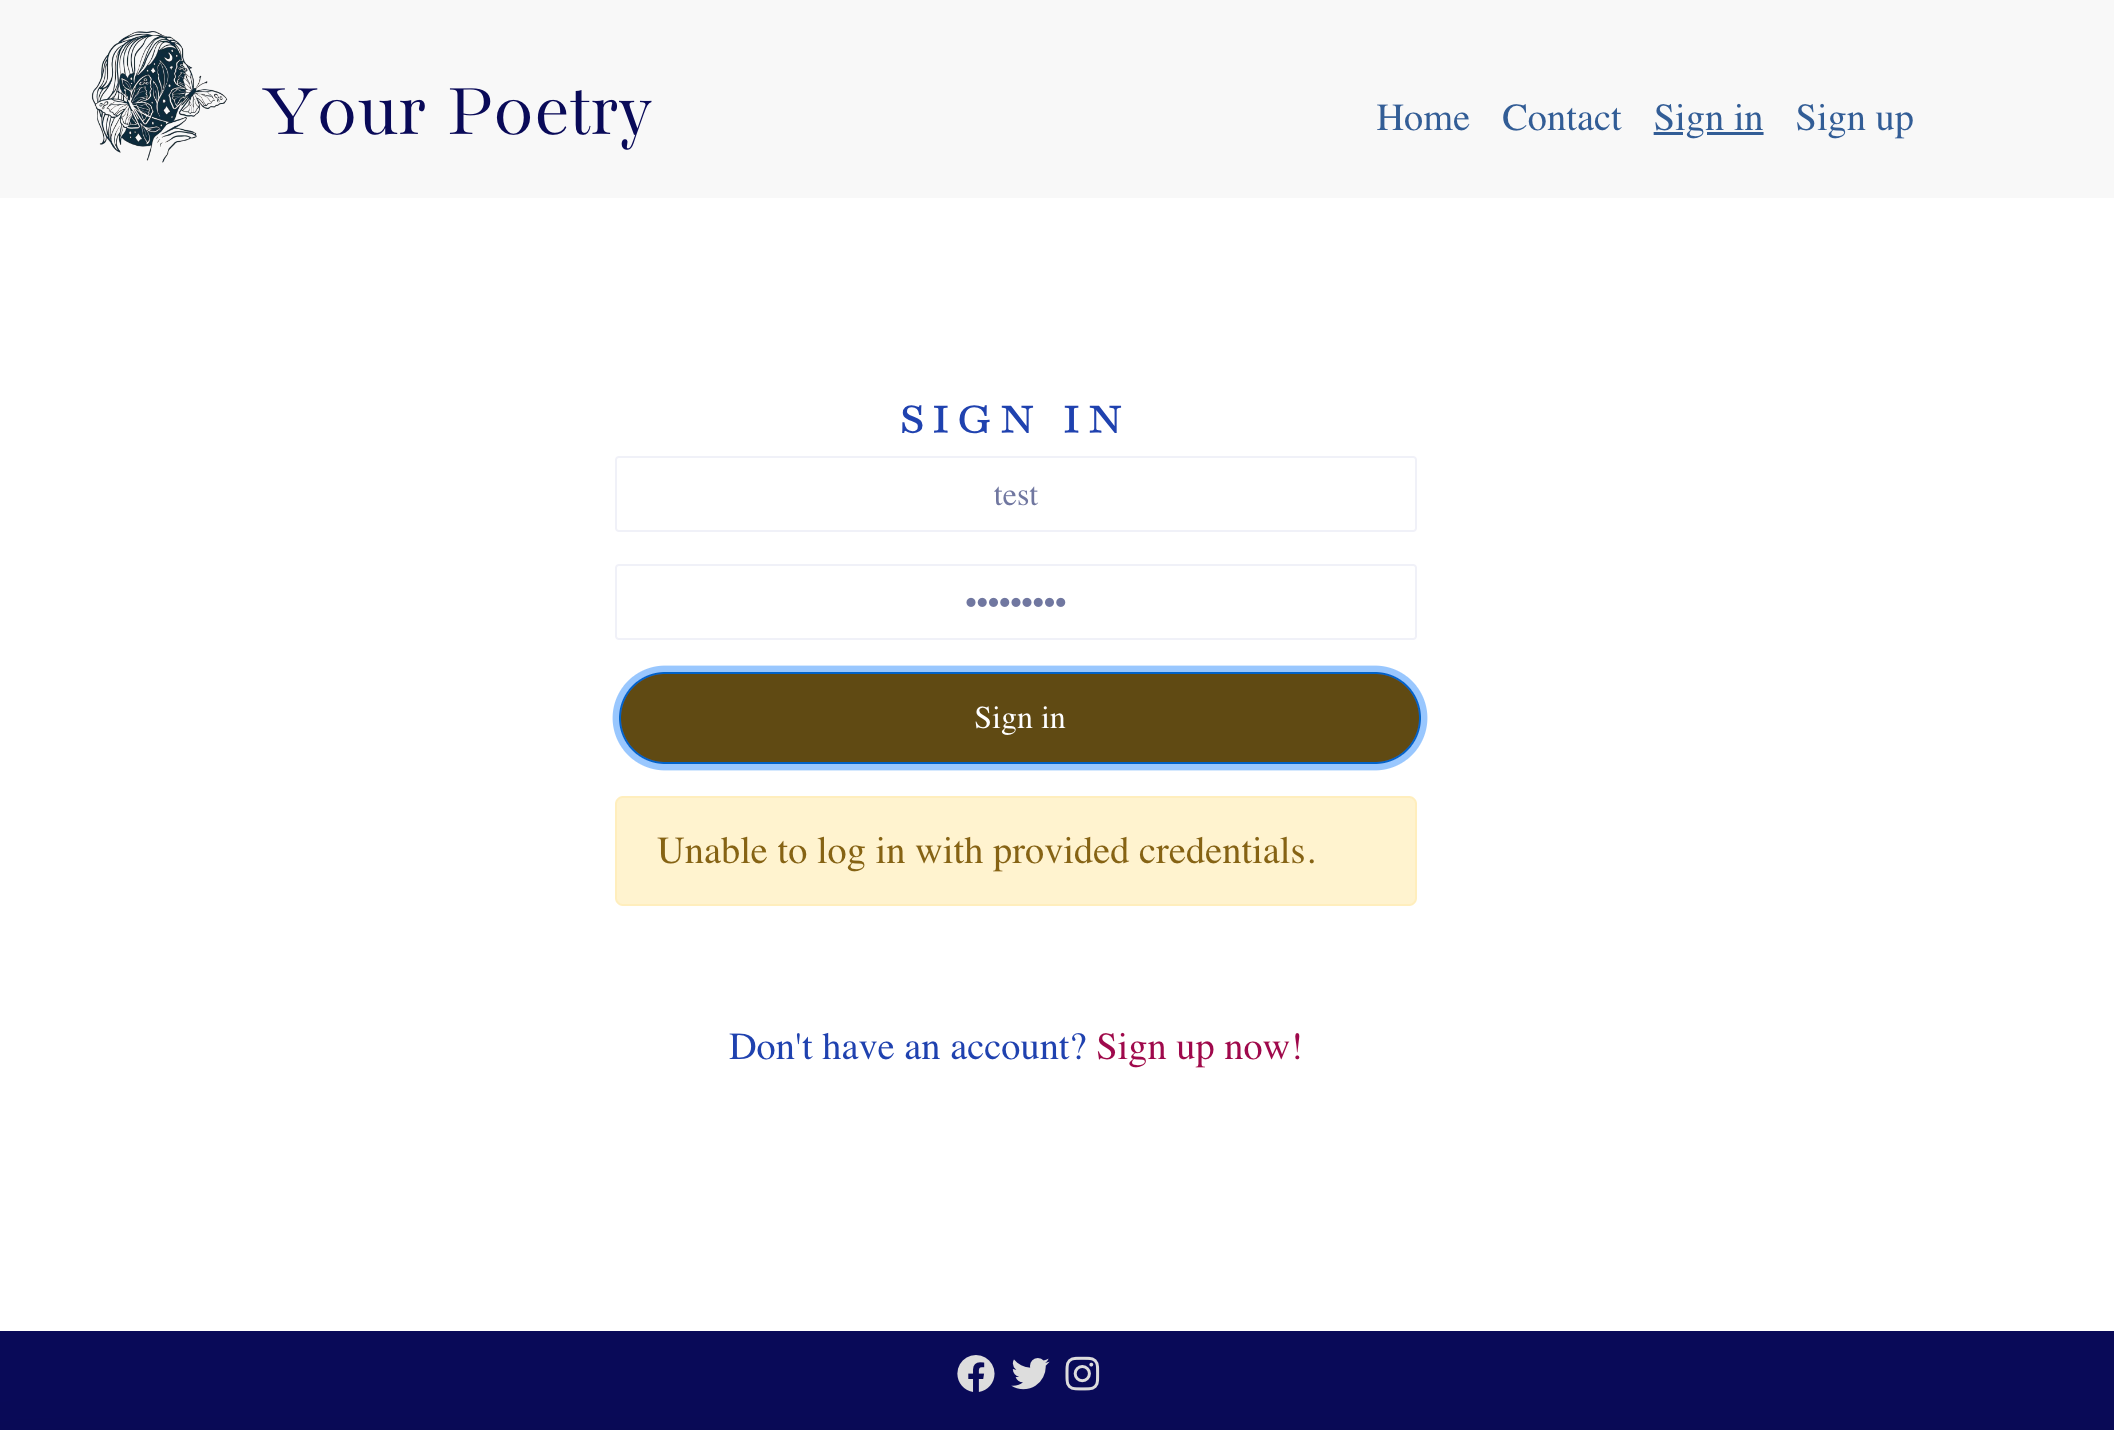 Your Poetry
Home Contact Sign in Sign up
SIGN IN
test
•••••••••
Sign in
Unable to log in with provided credentials.
Don't have an account? Sign up now!